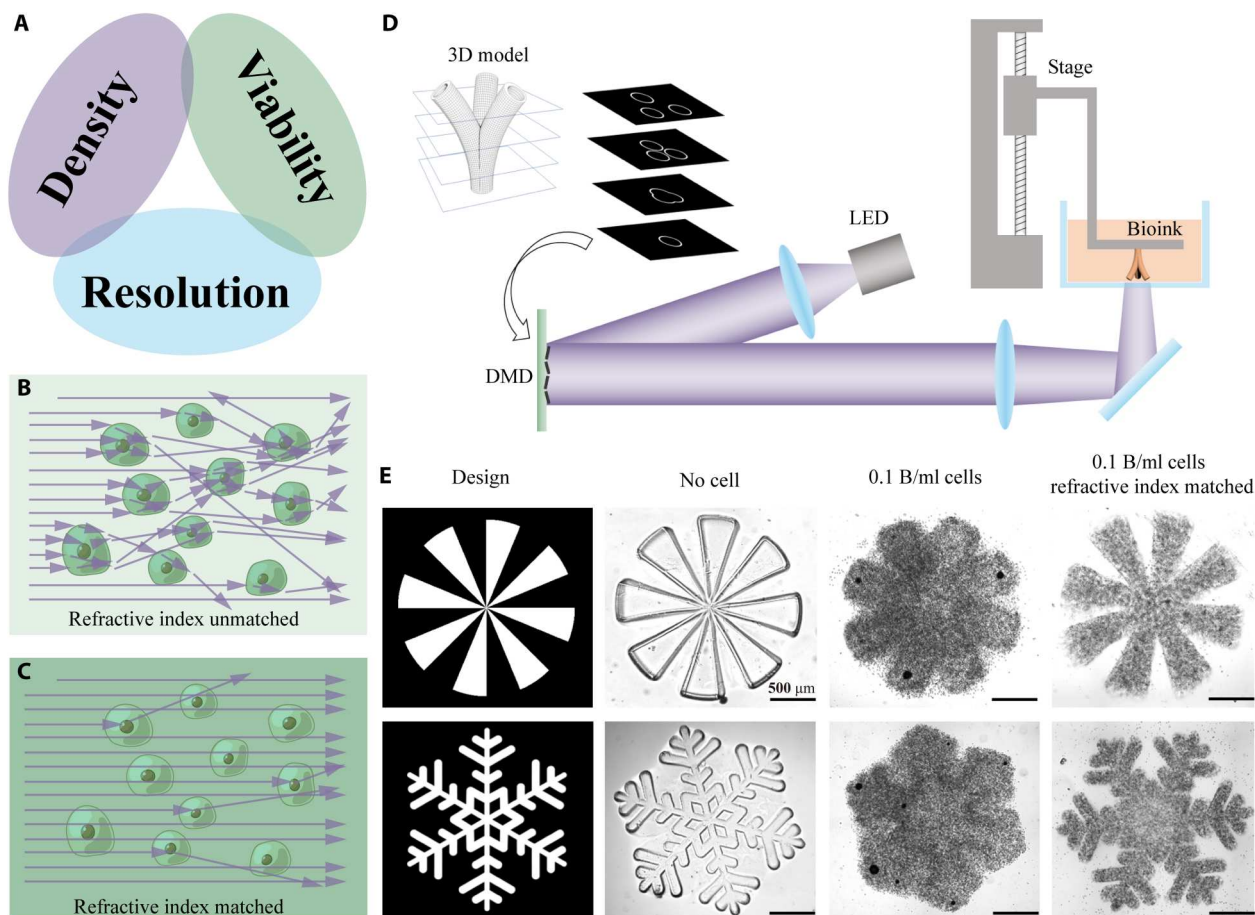 A
Density
Viability
Resolution
B
Refractive index unmatched
C
Refractive index matched
D
3D model
Stage
LED
Bioink
DMD
E
Design
No cell
0.1 B/ml cells
0.1 B/ml cells
refractive index matched
500 μm